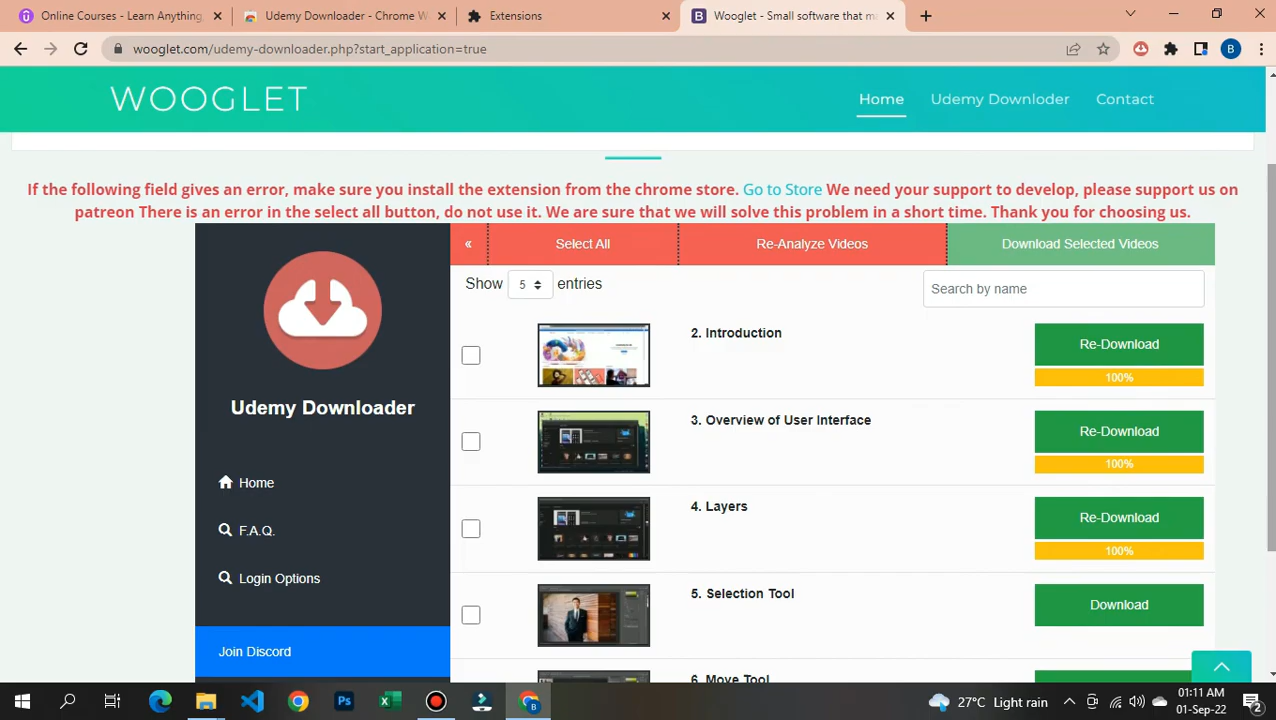 Online Courses - Learn Anything,
Udemy Downloader - Chrome W
Extensions
Wooglet - Small software that m
wooglet.com/udemy-downloader.php?start_application=true
B
WOOGLET
Home
Udemy Downloder
Contact
If the following field gives an error, make sure you install the extension from the chrome store. Go to Store We need your support to develop, please support us on
patreon There is an error in the select all button, do not use it. We are sure that we will solve this problem in a short time. Thank you for choosing us.
«
Select All
Re-Analyze Videos
Download Selected Videos
Show 5 entries
Search by name
Udemy Downloader
Home
F.A.Q.
Login Options
Join Discord
2. Introduction
Re-Download
100%
3. Overview of User Interface
Re-Download
100%
4. Layers
Re-Download
100%
5. Selection Tool
Download
6. Move Tool
27°C Light rain
01:11 AM
01-Sep-22
2